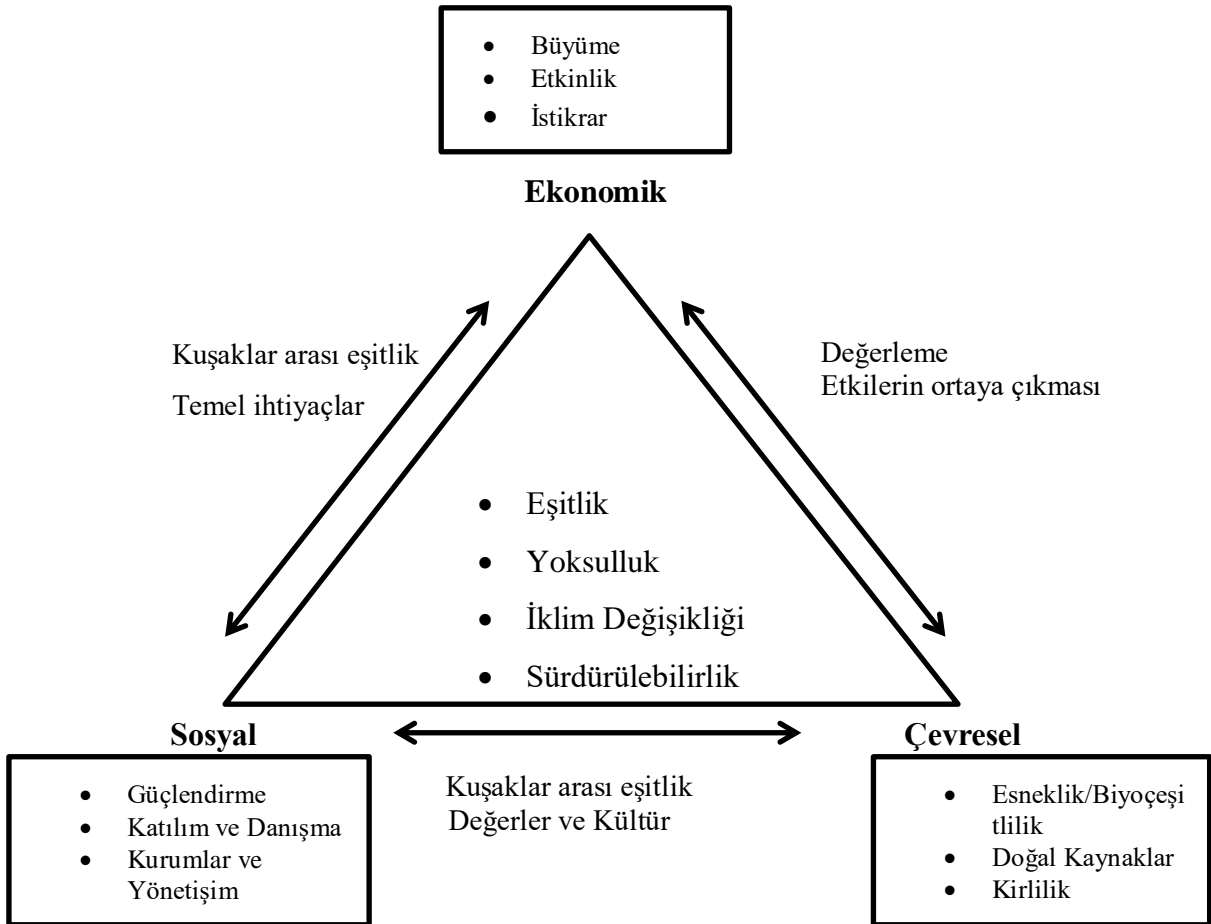 • Büyüme
• Etkinlik
• İstikrar
Ekonomik
Kuşaklar arası eşitlik
Temel ihtiyaçlar
Değerleme
Etkilerin ortaya çıkması
• Eşitlik
• Yoksulluk
• İklim Değişikliği
• Sürdürülebilirlik
Sosyal
• Güçlendirme
• Katılım ve Danışma
• Kurumlar ve
Yönetişim
Kuşaklar arası eşitlik
Değerler ve Kültür
Çevresel
• Esneklik/Biyoçeşi
tlilik
• Doğal Kaynaklar
• Kirlilik